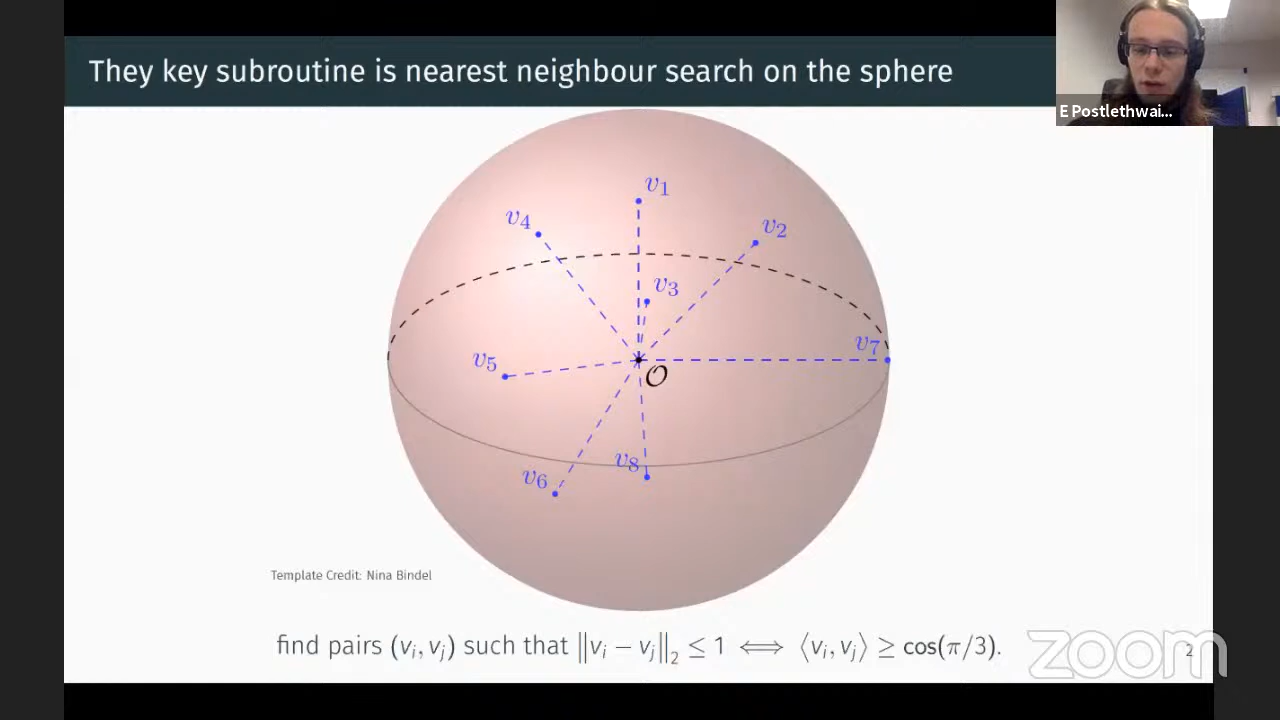 They key subroutine is nearest neighbour search on the sphere
E Postlethwai...
v₁
v₄
v₂
v₃
v₇
v₅
𝒪
v₈
v₆
Template Credit: Nina Bindel
find pairs (vᵢ, vⱼ) such that ‖vᵢ − vⱼ‖₂ ≤ 1 ⟺ ⟨vᵢ, vⱼ⟩ ≥ cos(π/3).
zoom
2